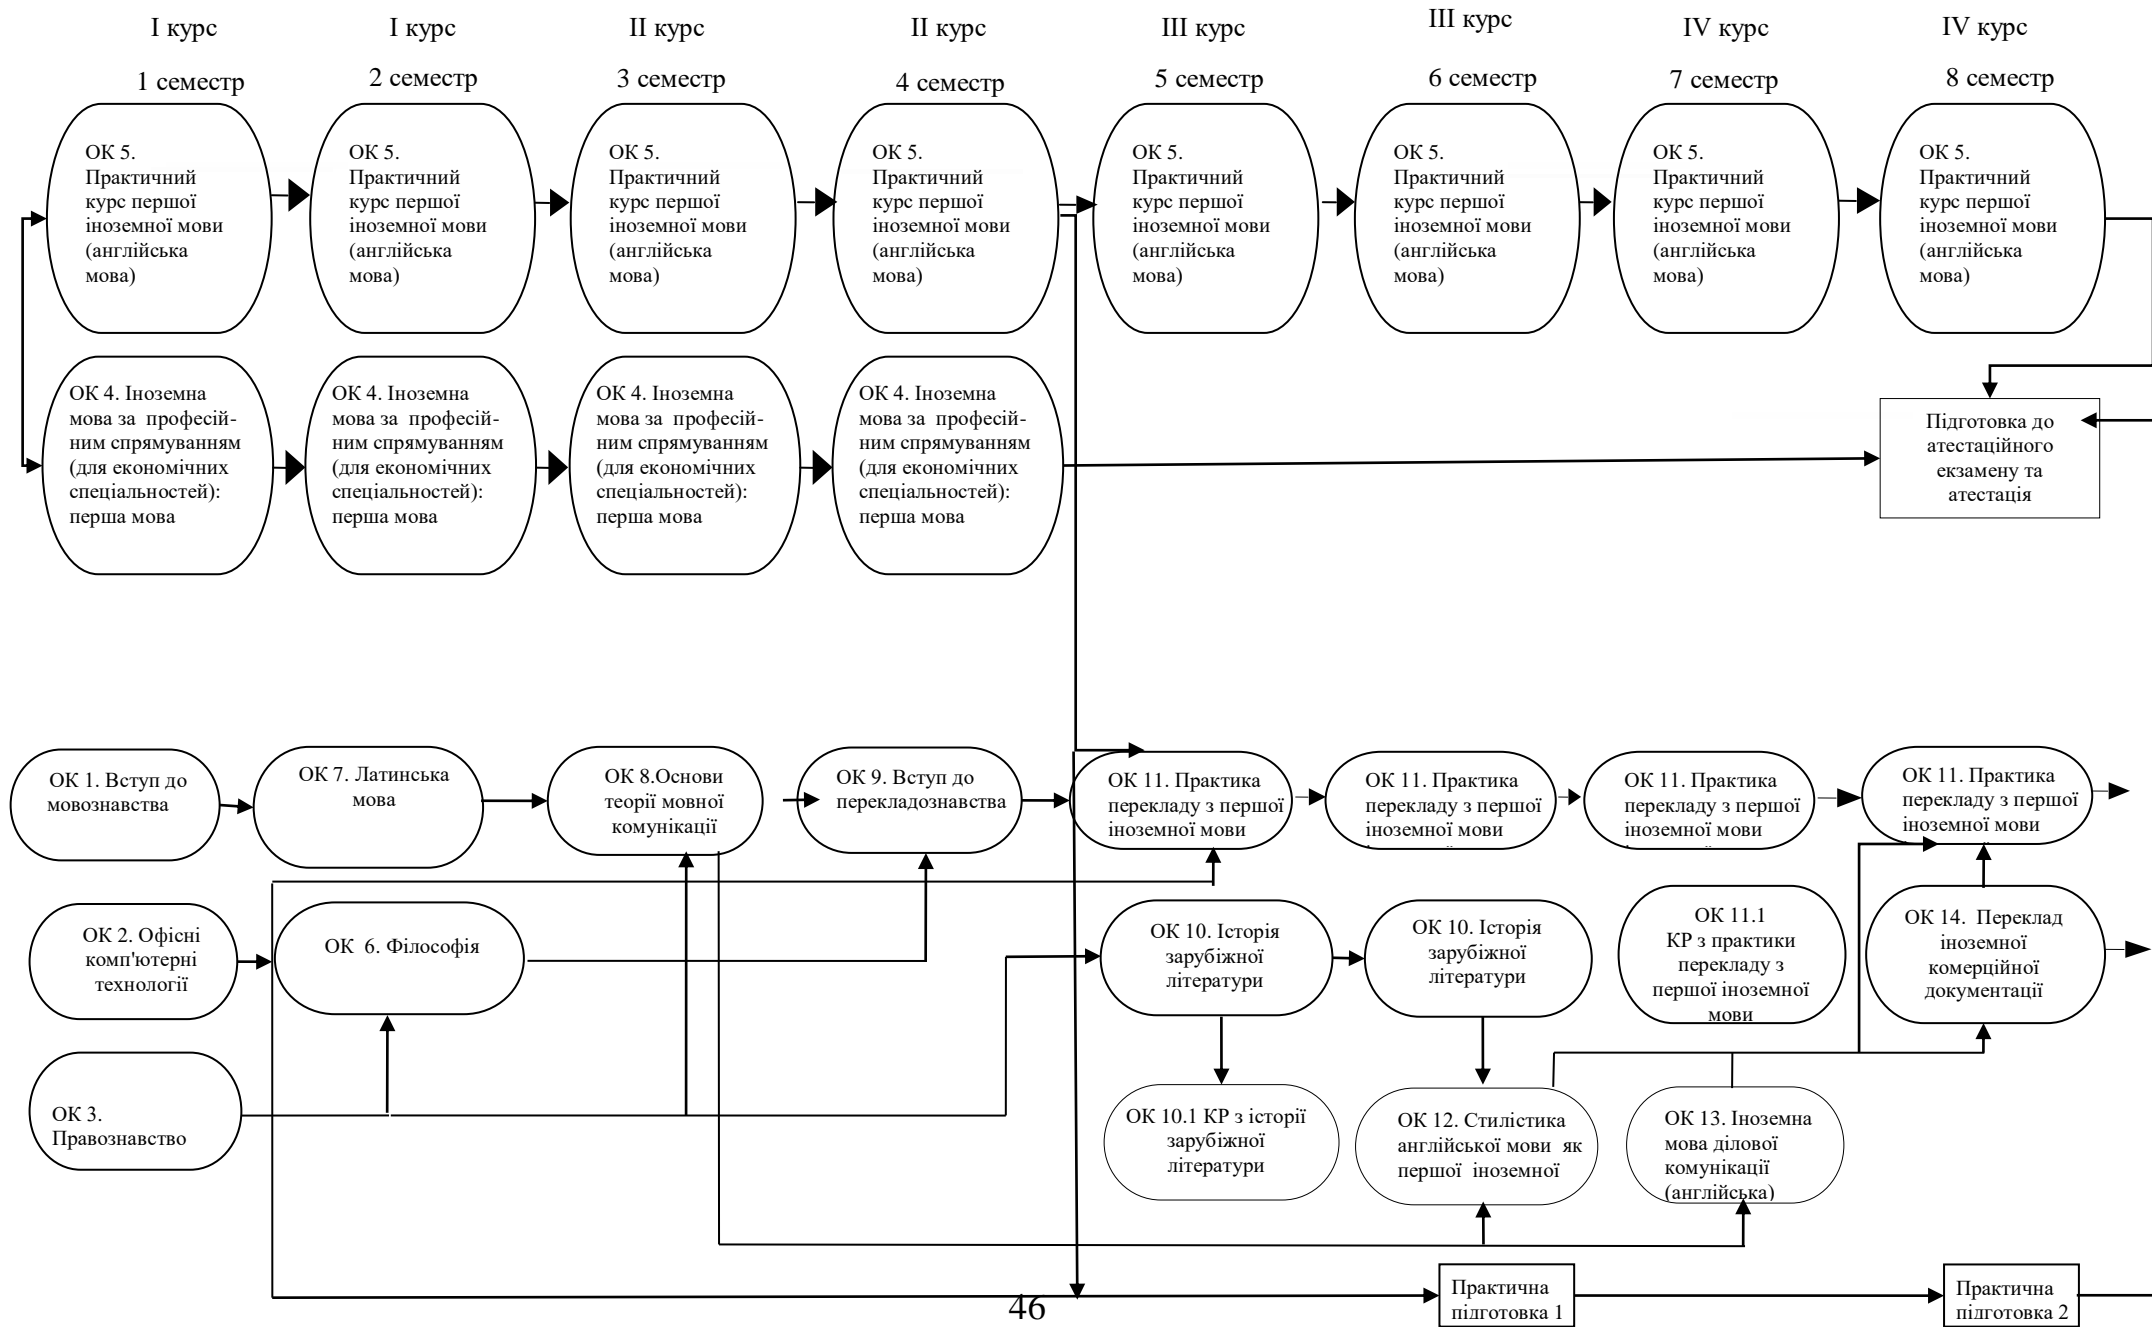 I курс
I курс
II курс
II курс
III курс
III курс
IV курс
IV курс
1 семестр
2 семестр
3 семестр
4 семестр
5 семестр
6 семестр
7 семестр
8 семестр
ОК 5.
Практичний
курс першої
іноземної мови
(англійська
мова)
ОК 5.
Практичний
курс першої
іноземної мови
(англійська
мова)
ОК 5.
Практичний
курс першої
іноземної мови
(англійська
мова)
ОК 5.
Практичний
курс першої
іноземної мови
(англійська
мова)
ОК 5.
Практичний
курс першої
іноземної мови
(англійська
мова)
ОК 5.
Практичний
курс першої
іноземної мови
(англійська
мова)
ОК 5.
Практичний
курс першої
іноземної мови
(англійська
мова)
ОК 5.
Практичний
курс першої
іноземної мови
(англійська
мова)
ОК 4. Іноземна
мова за професій-
ним спрямуванням
(для економічних
спеціальностей):
перша мова
ОК 4. Іноземна
мова за професій-
ним спрямуванням
(для економічних
спеціальностей):
перша мова
ОК 4. Іноземна
мова за професій-
ним спрямуванням
(для економічних
спеціальностей):
перша мова
ОК 4. Іноземна
мова за професій-
ним спрямуванням
(для економічних
спеціальностей):
перша мова
Підготовка до
атестаційного
екзамену та
атестація
ОК 1. Вступ до
мовознавства
ОК 7. Латинська
мова
ОК 8.Основи
теорії мовної
комунікації
ОК 9. Вступ до
перекладознавства
ОК 11. Практика
перекладу з першої
іноземної мови
ОК 11. Практика
перекладу з першої
іноземної мови
ОК 11. Практика
перекладу з першої
іноземної мови
ОК 11. Практика
перекладу з першої
іноземної мови
ОК 2. Офісні
комп'ютерні
технології
ОК 6. Філософія
ОК 10. Історія
зарубіжної
літератури
ОК 10. Історія
зарубіжної
літератури
ОК 11.1
КР з практики
перекладу з
першої іноземної
мови
ОК 14. Переклад
іноземної
комерційної
документації
ОК 3.
Правознавство
ОК 10.1 КР з історії
зарубіжної
літератури
ОК 12. Стилістика
англійської мови як
першої іноземної
ОК 13. Іноземна
мова ділової
комунікації
(англійська)
Практична
підготовка 1
Практична
підготовка 2
46